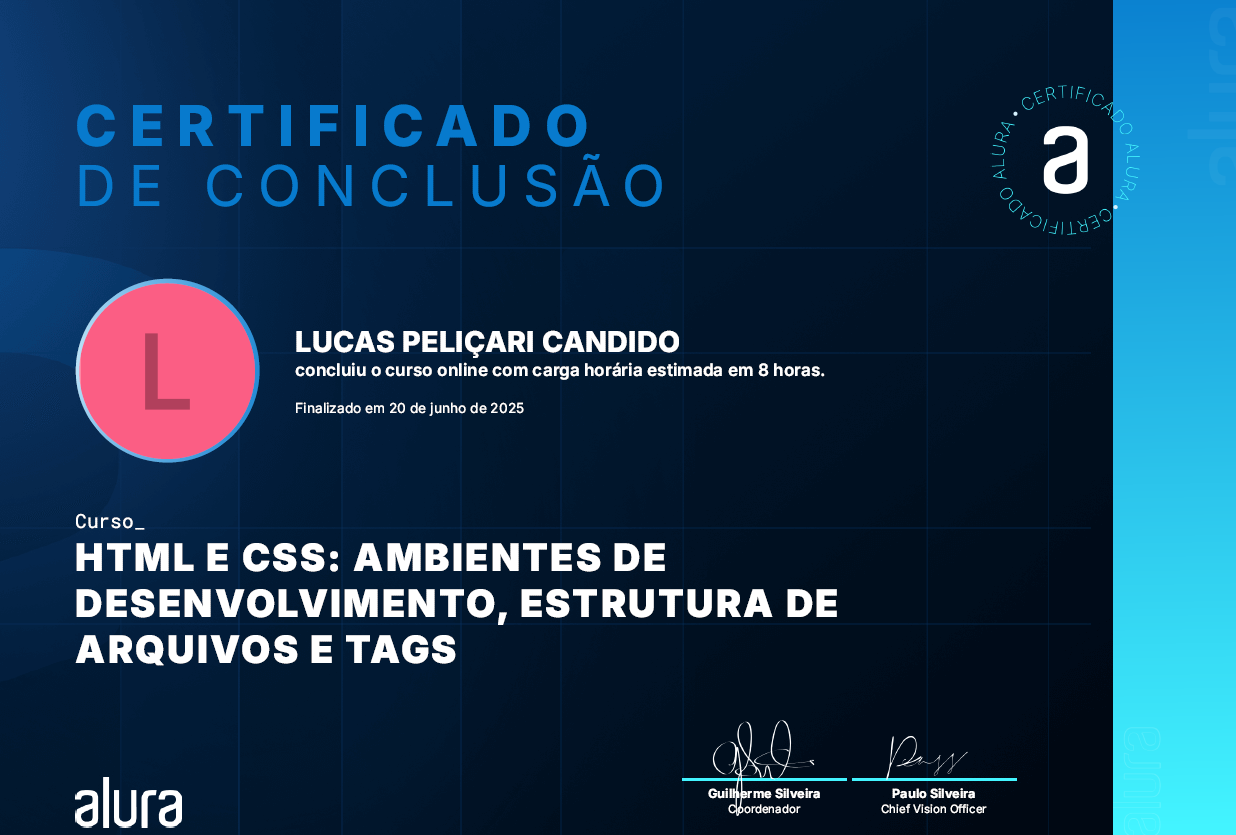 CERTIFICADO
DE CONCLUSÃO
CERTIFICADO ALURA • CERTIFICADO ALURA •
a
alura
L
LUCAS PELIÇARI CANDIDO
concluiu o curso online com carga horária estimada em 8 horas.
Finalizado em 20 de junho de 2025
Curso_
HTML E CSS: AMBIENTES DE
DESENVOLVIMENTO, ESTRUTURA DE
ARQUIVOS E TAGS
Guilherme Silveira
Coordenador
Paulo Silveira
Chief Vision Officer
alura
alura